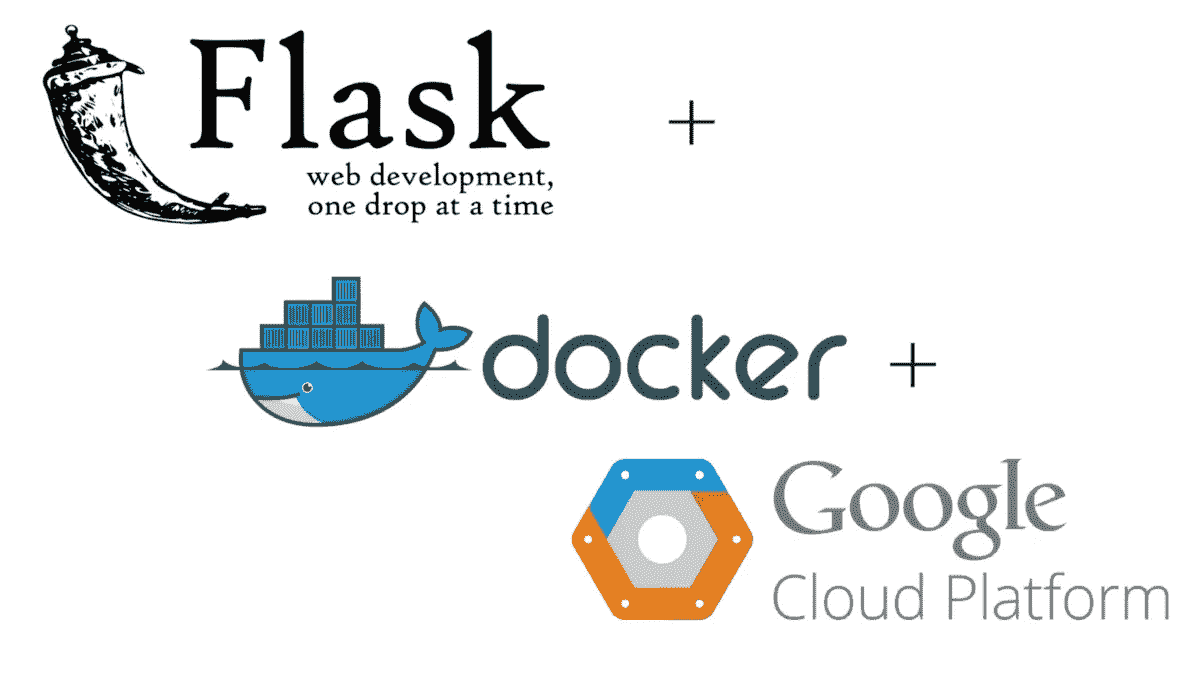 Flask
web development,
one drop at a time
+
docker
+
Google
Cloud Platform